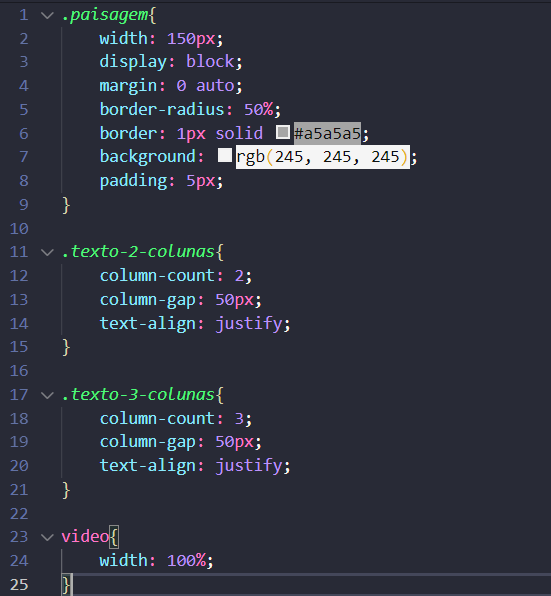 1 .paisagem{
2 width: 150px;
3 display: block;
4 margin: 0 auto;
5 border-radius: 50%;
6 border: 1px solid #a5a5a5;
7 background: rgb(245, 245, 245);
8 padding: 5px;
9 }
10
11 .texto-2-colunas{
12 column-count: 2;
13 column-gap: 50px;
14 text-align: justify;
15 }
16
17 .texto-3-colunas{
18 column-count: 3;
19 column-gap: 50px;
20 text-align: justify;
21 }
22
23 video{
24 width: 100%;
25 }